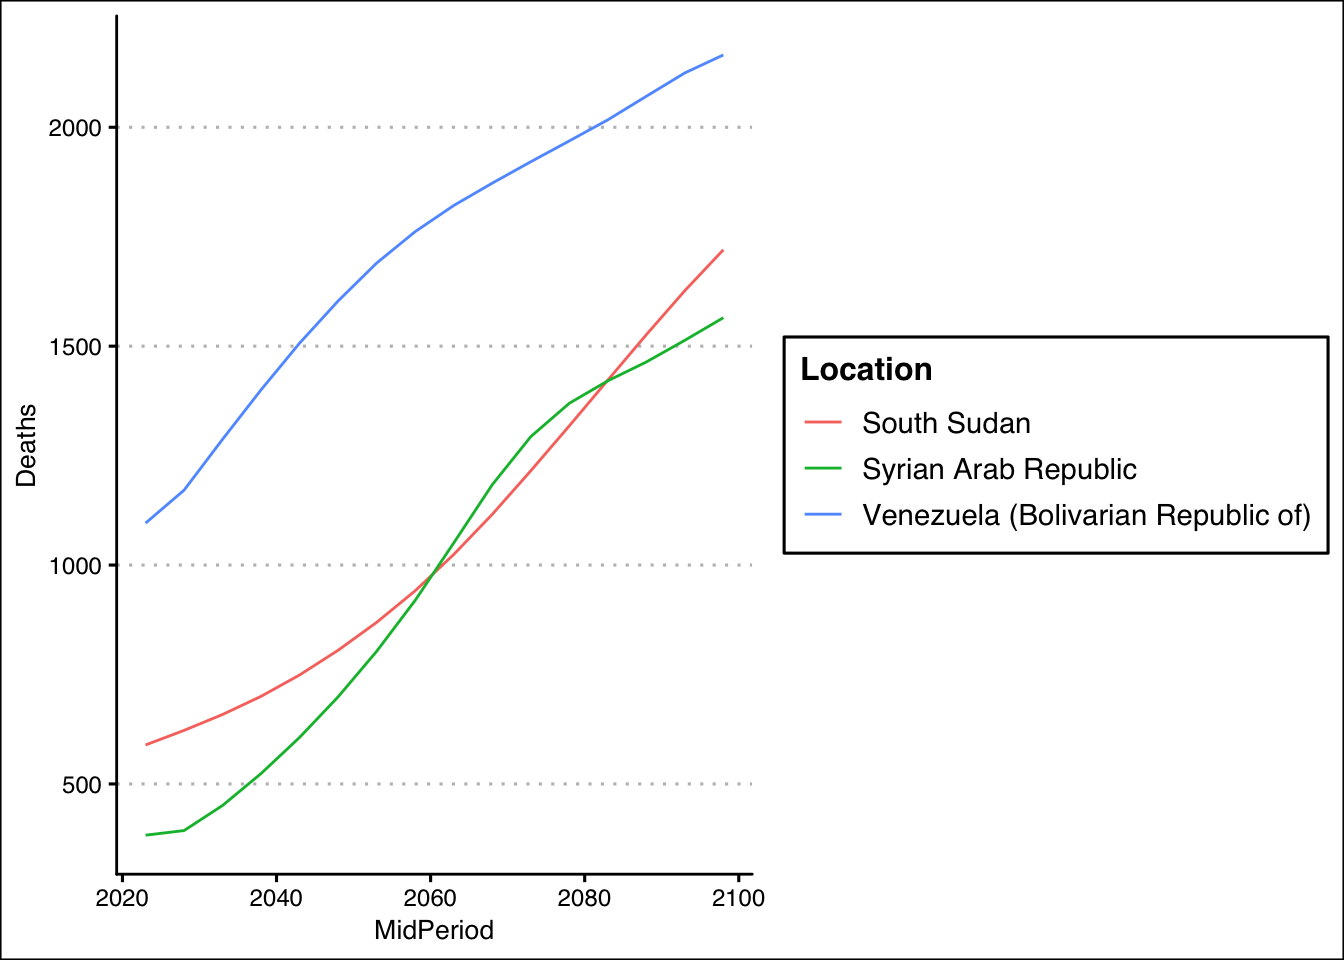 Deaths
2000
1500
1000
500
2020 2040 2060 2080 2100
MidPeriod
Location
South Sudan
Syrian Arab Republic
Venezuela (Bolivarian Republic of)